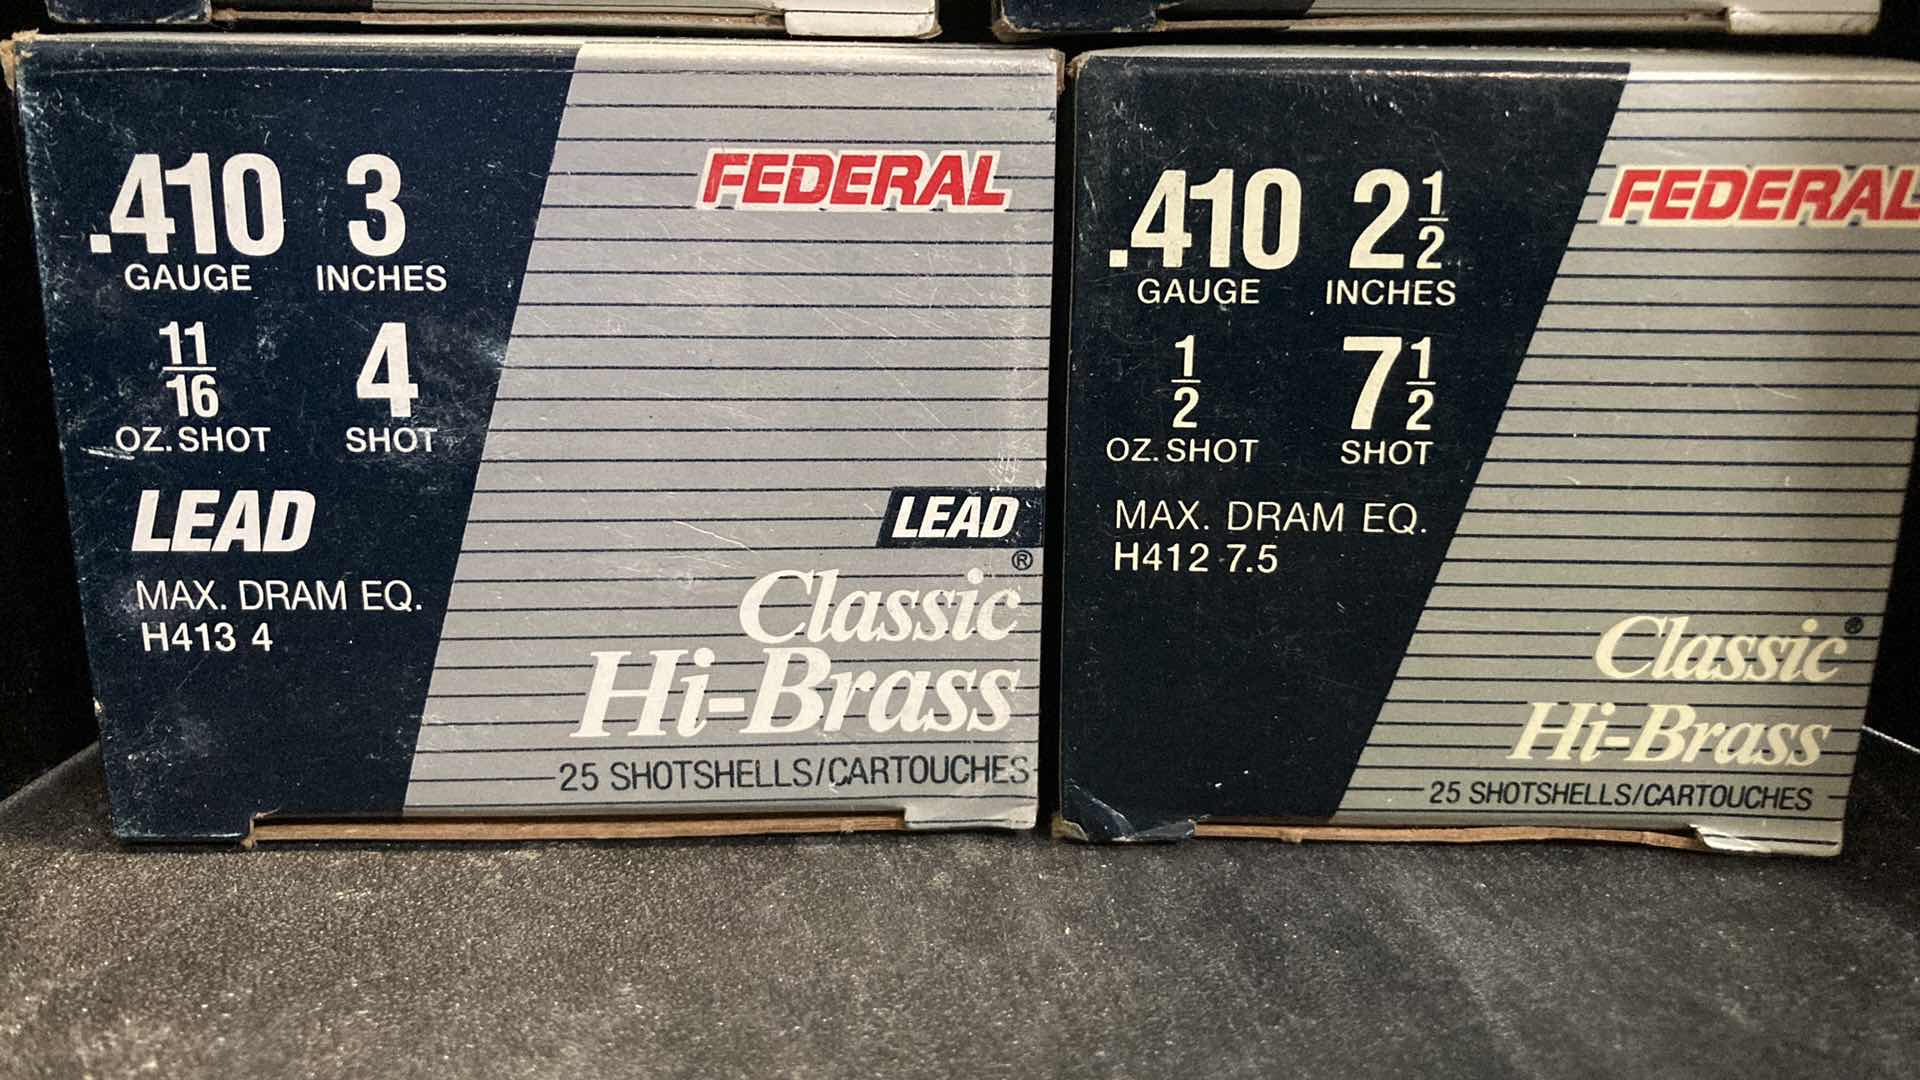 .410 3
GAUGE INCHES
11/16 4
OZ. SHOT SHOT
LEAD
MAX. DRAM EQ.
H413 4
FEDERAL
LEAD
®
Classic
Hi-Brass
25 SHOTSHELLS/CARTOUCHES
.410 2 1/2
GAUGE INCHES
1/2 7 1/2
OZ. SHOT SHOT
MAX. DRAM EQ.
H412 7.5
FEDERAL
Classic®
Hi-Brass
25 SHOTSHELLS/CARTOUCHES